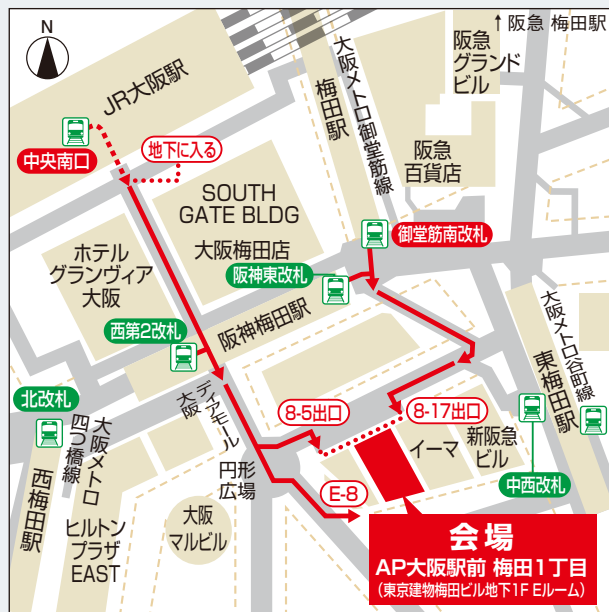 N
↑阪急 梅田駅
JR大阪駅
中央南口
地下に入る
梅田駅
大阪メトロ御堂筋線
阪急
グランド
ビル
阪急
百貨店
SOUTH
GATE BLDG
大阪梅田店
ホテル
グランヴィア
大阪
御堂筋南改札
阪神東改札
阪神梅田駅
西第2改札
大阪メトロ谷町線
東梅田駅
北改札
大阪メトロ
四つ橋線
西梅田駅
ディアモール
大阪
8-5出口
8-17出口
イーマ
新阪急
ビル
中西改札
円形
広場
E-8
大阪
マルビル
ヒルトン
プラザ
EAST
会場
AP大阪駅前 梅田1丁目
(東京建物梅田ビル地下1F Eルーム)